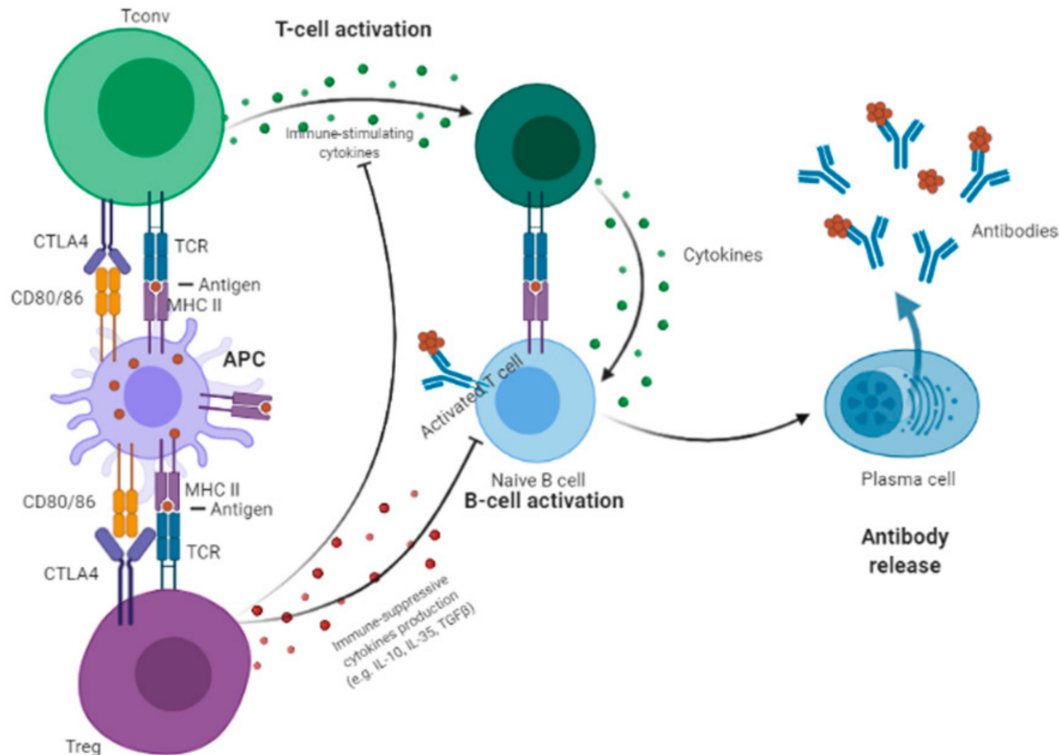 Tconv
T-cell activation
Immune-stimulating
cytokines
CTLA4
TCR
Antigen
CD80/86
MHC II
APC
Cytokines
Antibodies
Activated T cell
Naive B cell
B-cell activation
Plasma cell
Antibody
release
MHC II
CD80/86
Antigen
TCR
CTLA4
Immune-suppressive
cytokines production
(e.g. IL-10, IL-35, TGFβ)
Treg